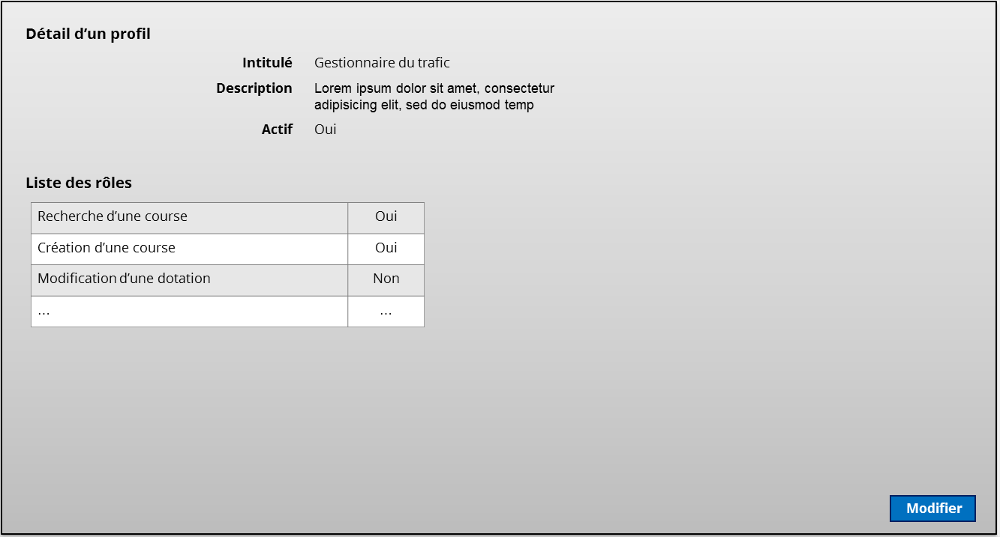 Détail d’un profil
Intitulé Gestionnaire du trafic
Description Lorem ipsum dolor sit amet, consectetur
adipisicing elit, sed do eiusmod temp
Actif Oui
Liste des rôles
Recherche d’une course Oui
Création d’une course Oui
Modification d’une dotation Non
... ...
Modifier